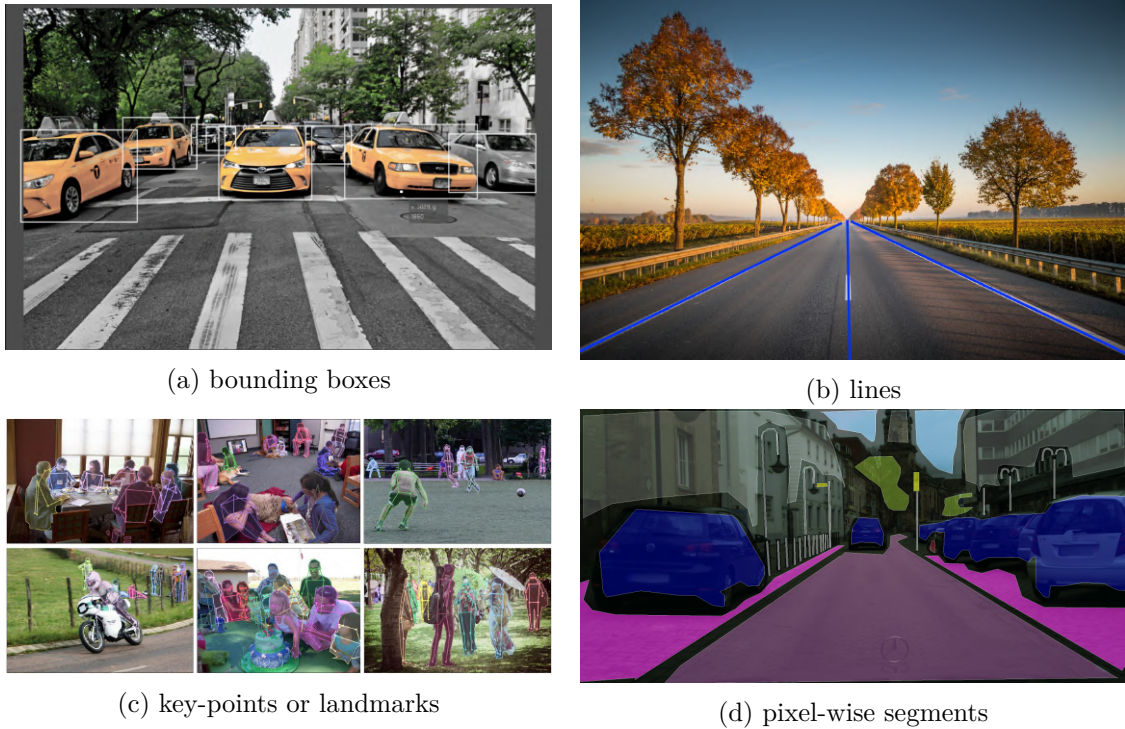 (a) bounding boxes
(b) lines
(c) key-points or landmarks
(d) pixel-wise segments